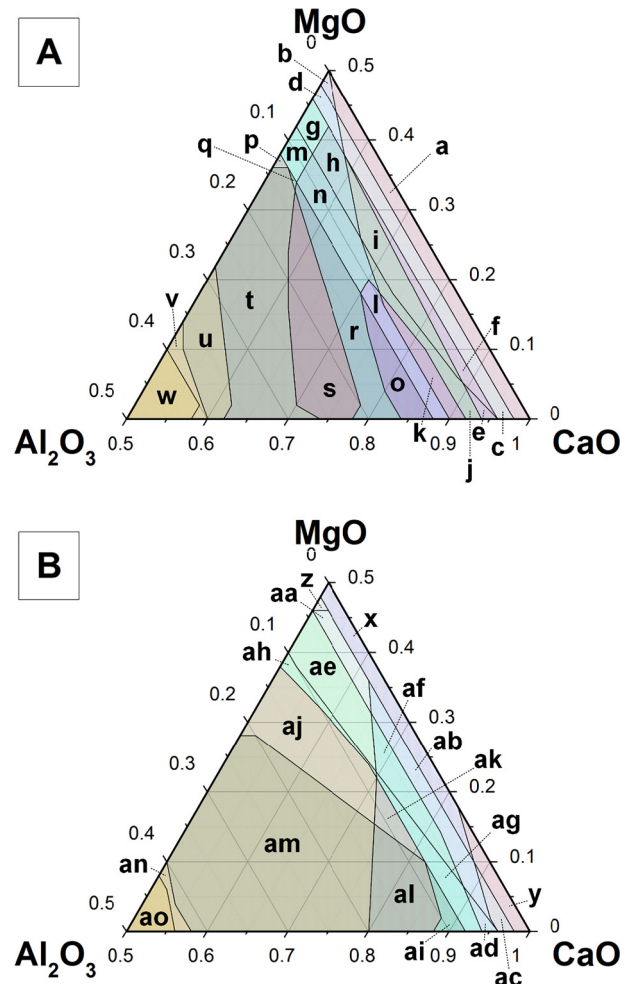 A
MgO
0
b
0.5
d
0.1
g
0.4
p
m
a
q
h
0.2
n
0.3
0.3
i
v
t
0.2
0.4
l
u
r
f
0.1
0.5
w
s
o
0
Al2O3
k
e
c
CaO
0.5
0.6
0.7
0.8
0.9
1
j
B
MgO
0
z
0.5
aa
x
0.1
ah
ae
0.4
af
0.2
aj
0.3
ab
0.3
ak
0.2
0.4
am
ag
an
0.1
al
y
0.5
ao
0
Al2O3
ai
ad
CaO
0.5
0.6
0.7
0.8
0.9
1
ac